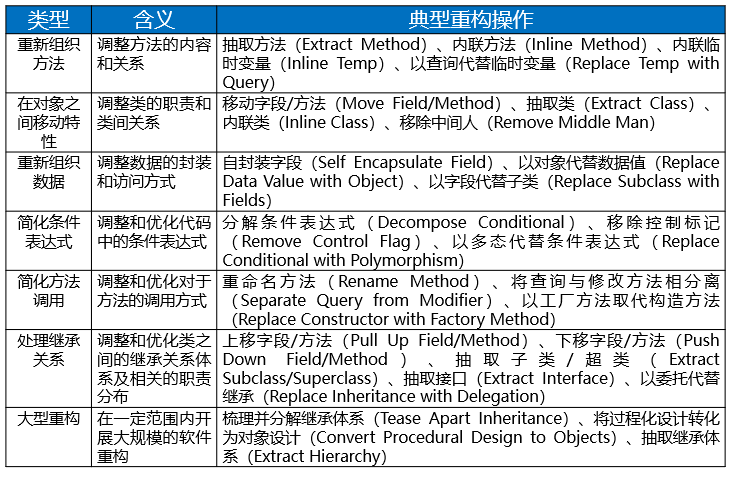 类型 含义 典型重构操作
重新组织 调整方法的内容 抽取方法（Extract Method）、内联方法（Inline Method）、内联临
方法 和关系 时变量（Inline Temp）、以查询代替临时变量（Replace Temp with
Query）
在对象之 调整类的职责和 移动字段/方法（Move Field/Method）、抽取类（Extract Class）、
间移动特 类间关系 内联类（Inline Class）、移除中间人（Remove Middle Man）
性
重新组织 调整数据的封装 自封装字段（Self Encapsulate Field）、以对象代替数据值（Replace
数据 和访问方式 Data Value with Object）、以字段代替子类（Replace Subclass with
Fields）
简化条件 调整和优化代码 分解条件表达式（Decompose Conditional）、移除控制标记
表达式 中的条件表达式 （Remove Control Flag）、以多态代替条件表达式（Replace
Conditional with Polymorphism）
简化方法 调整和优化对于 重命名方法（Rename Method）、将查询与修改方法相分离
调用 方法的调用方式 （Separate Query from Modifier）、以工厂方法取代构造方法
（Replace Constructor with Factory Method）
处理继承 调整和优化类之 上移字段/方法（Pull Up Field/Method）、下移字段/方法（Push
关系 间的继承关系体 Down Field/Method）、抽取子类/超类（Extract
系及相关的职责 Subclass/Superclass）、抽取接口（Extract Interface）、以委托代替
分布 继承（Replace Inheritance with Delegation）
大型重构 在一定范围内开 梳理并分解继承体系（Tease Apart Inheritance）、将过程化设计转化
展大规模的软件 为对象设计（Convert Procedural Design to Objects）、抽取继承体
重构 系（Extract Hierarchy）